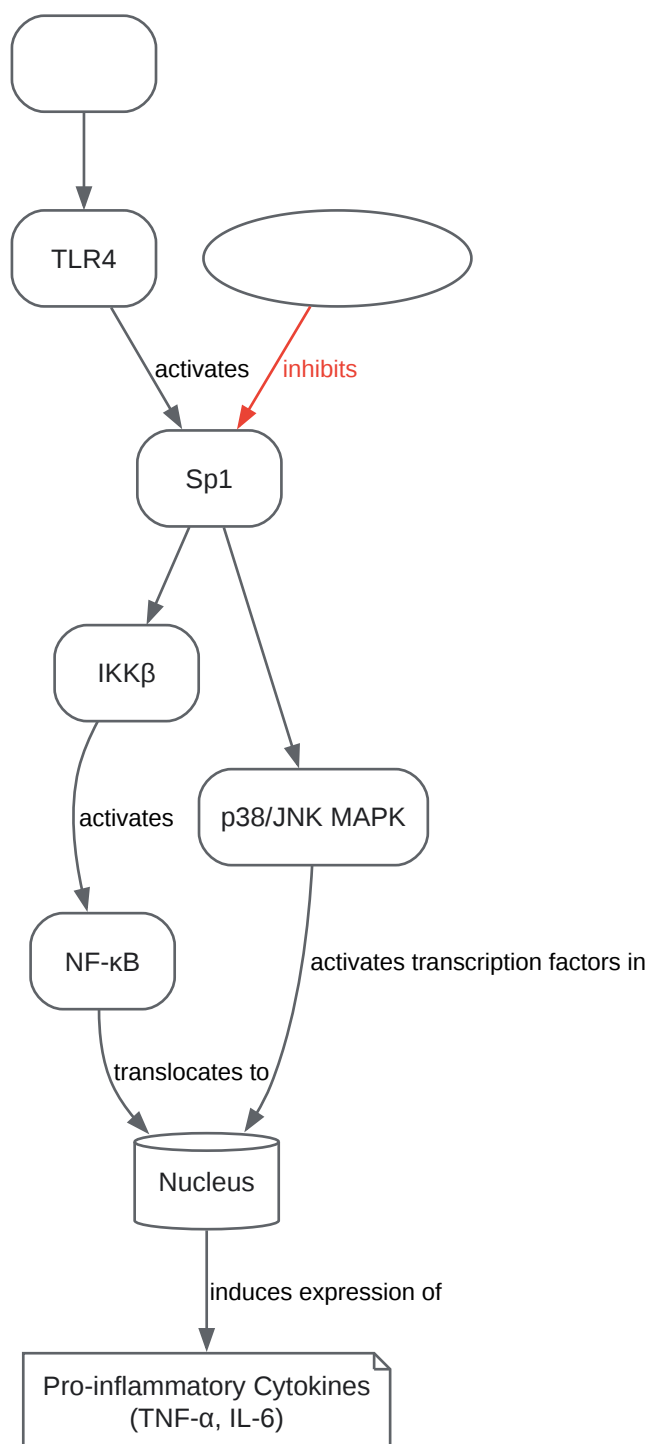 TLR4
activates
inhibits
Sp1
IKKβ
activates
p38/JNK MAPK
NF-κB
activates transcription factors in
translocates to
Nucleus
induces expression of
Pro-inflammatory Cytokines
(TNF-α, IL-6)